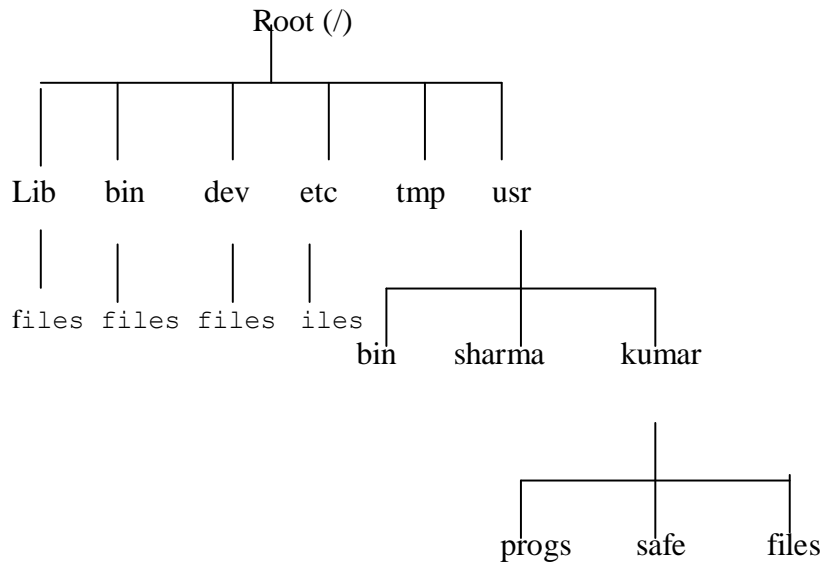 Root (/)
Lib bin dev etc tmp usr
files files files iles
bin sharma kumar
progs safe files